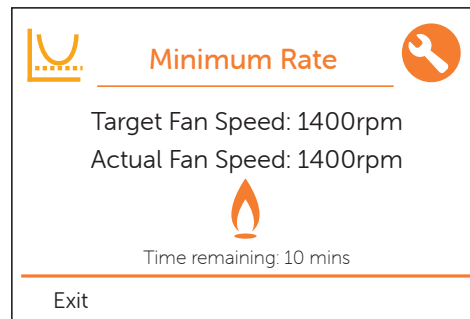 Minimum Rate
Target Fan Speed: 1400rpm
Actual Fan Speed: 1400rpm
Time remaining: 10 mins
Exit